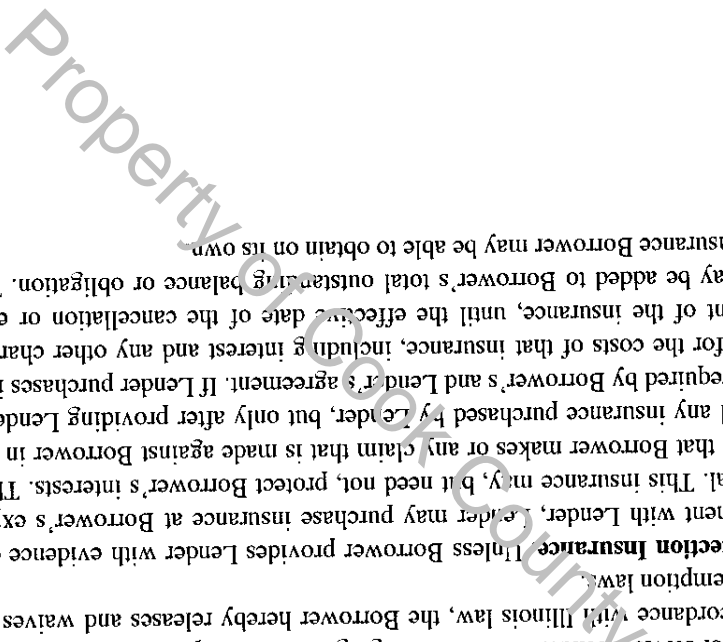 cordance with Illinois law, the Borrower hereby releases and waives
emption laws.
ection Insurance. Unless Borrower provides Lender with evidence
ment with Lender, Lender may purchase insurance at Borrower's ex
al. This insurance may, but need not, protect Borrower's interests. Th
that Borrower makes or any claim that is made against Borrower in
l any insurance purchased by Lender, but only after providing Lende
required by Borrower's and Lender's agreement. If Lender purchases i
for the costs of that insurance, including interest and any other char
nt of the insurance, until the effective date of the cancellation or e
ay be added to Borrower's total outstanding balance or obligation.
nsurance Borrower may be able to obtain on its own.
Property of Cook County